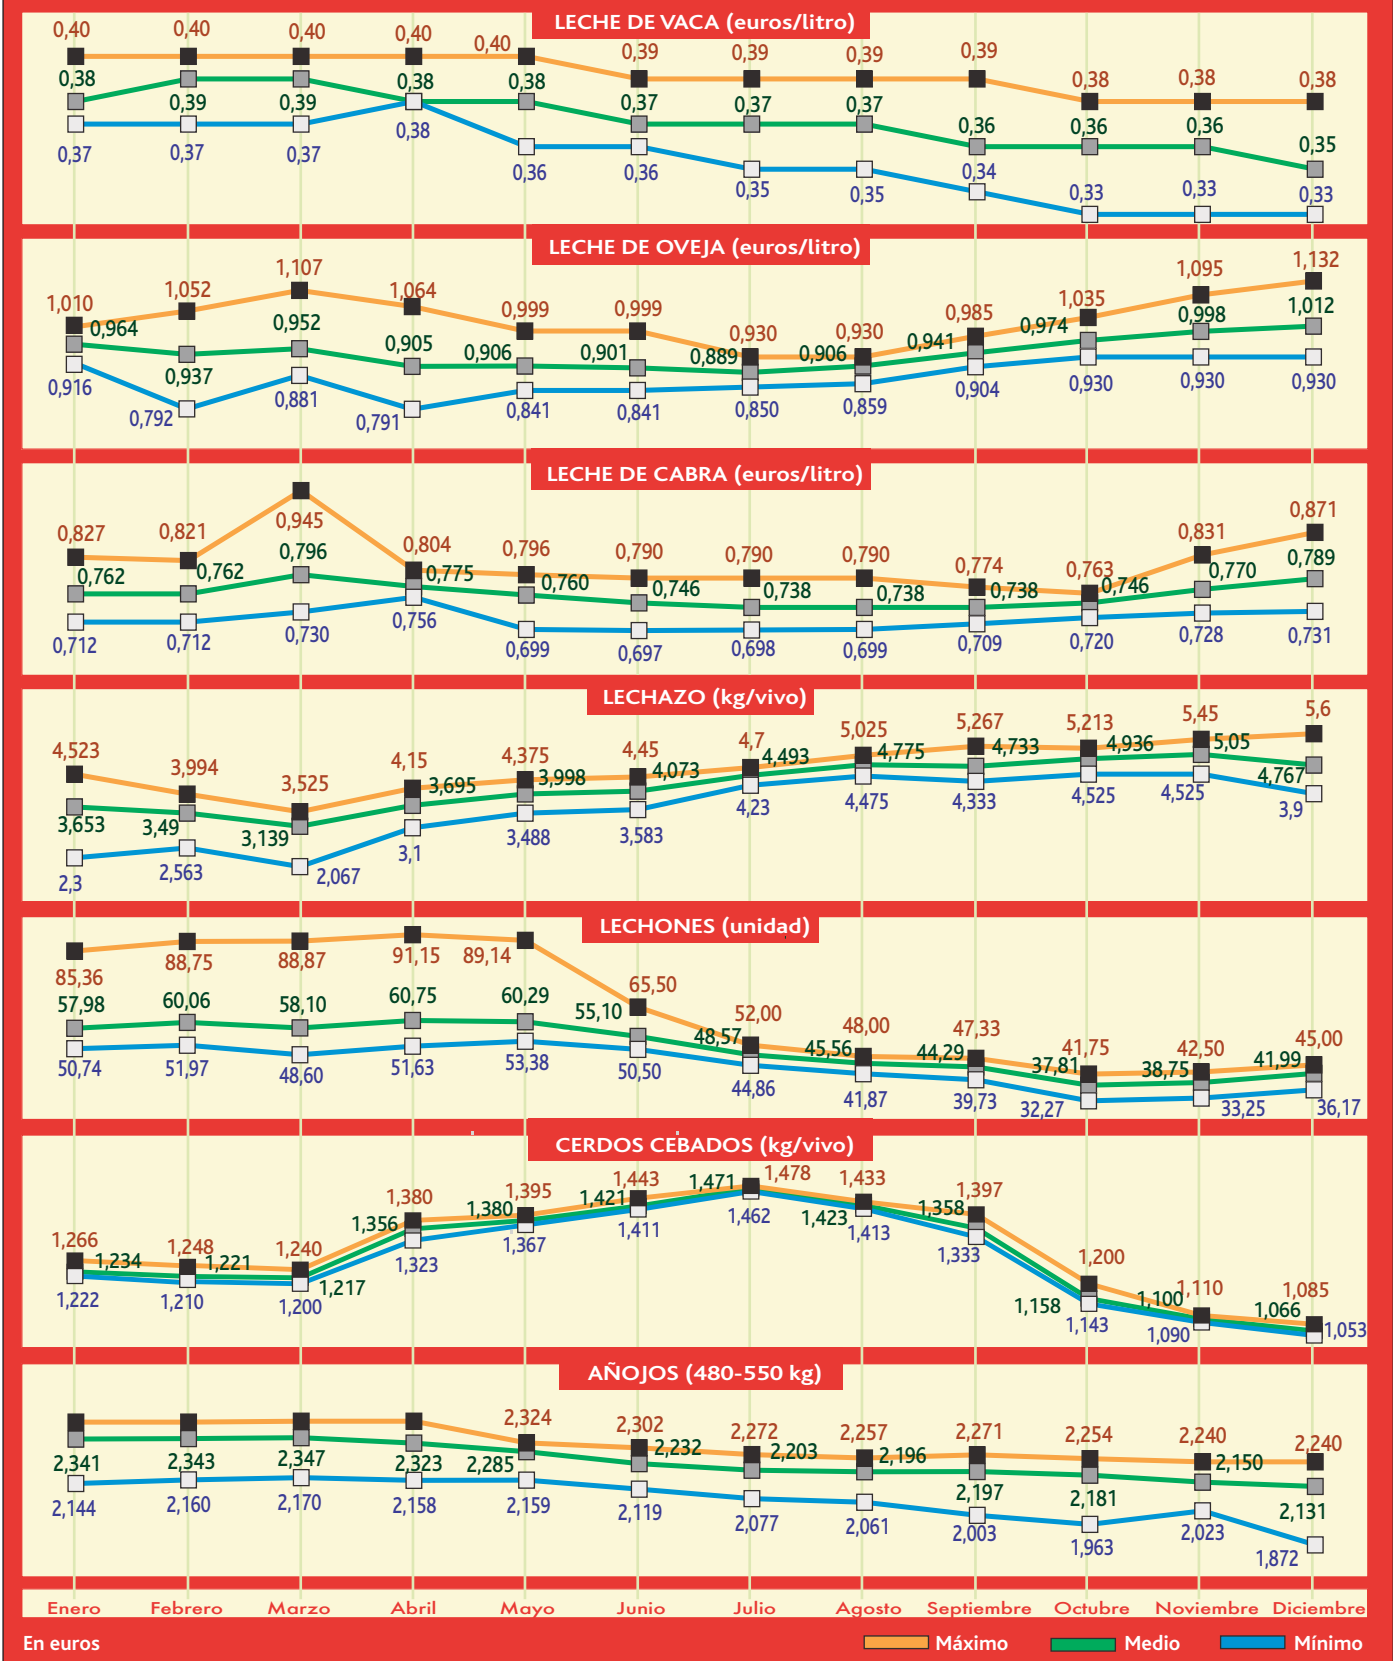 LECHE DE VACA (euros/litro)
0,40 0,40 0,40 0,40 0,40 0,39 0,39 0,39 0,39 0,38 0,38 0,38
0,38 0,39 0,39 0,38 0,38 0,37 0,37 0,37 0,36 0,36 0,36 0,35
0,37 0,37 0,37 0,38 0,36 0,36 0,35 0,35 0,34 0,33 0,33 0,33
LECHE DE OVEJA (euros/litro)
1,010 1,052 1,107 1,064 0,999 0,999 0,930 0,930 0,985 1,035 1,095 1,132
0,964 0,937 0,952 0,905 0,906 0,901 0,889 0,906 0,941 0,974 0,998 1,012
0,916 0,792 0,881 0,791 0,841 0,841 0,850 0,859 0,904 0,930 0,930 0,930
LECHE DE CABRA (euros/litro)
0,827 0,821 0,945 0,804 0,796 0,790 0,790 0,790 0,774 0,763 0,831 0,871
0,762 0,762 0,796 0,775 0,760 0,746 0,738 0,738 0,738 0,746 0,770 0,789
0,712 0,712 0,730 0,756 0,699 0,697 0,698 0,699 0,709 0,720 0,728 0,731
LECHAZO (kg/vivo)
4,523 3,994 3,525 4,15 4,375 4,45 4,7 5,025 5,267 5,213 5,45 5,6
3,653 3,49 3,139 3,695 3,998 4,073 4,493 4,775 4,733 4,936 5,05 4,767
2,3 2,563 2,067 3,1 3,488 3,583 4,23 4,475 4,333 4,525 4,525 3,9
LECHONES (unidad)
85,36 88,75 88,87 91,15 89,14 65,50 52,00 48,00 47,33 41,75 42,50 45,00
57,98 60,06 58,10 60,75 60,29 55,10 48,57 45,56 44,29 37,81 38,75 41,99
50,74 51,97 48,60 51,63 53,38 50,50 44,86 41,87 39,73 32,27 33,25 36,17
CERDOS CEBADOS (kg/vivo)
1,266 1,248 1,240 1,380 1,395 1,443 1,478 1,433 1,397 1,200 1,110 1,085
1,234 1,221 1,217 1,356 1,380 1,421 1,471 1,423 1,358 1,158 1,100 1,066
1,222 1,210 1,200 1,323 1,367 1,411 1,462 1,413 1,333 1,143 1,090 1,053
AÑOJOS (480-550 kg)
2,324 2,302 2,272 2,257 2,271 2,254 2,240 2,240
2,341 2,343 2,347 2,323 2,285 2,232 2,203 2,196 2,197 2,181 2,150 2,131
2,144 2,160 2,170 2,158 2,159 2,119 2,077 2,061 2,003 1,963 2,023 1,872
Enero Febrero Marzo Abril Mayo Junio Julio Agosto Septiembre Octubre Noviembre Diciembre
En euros Máximo Medio Mínimo